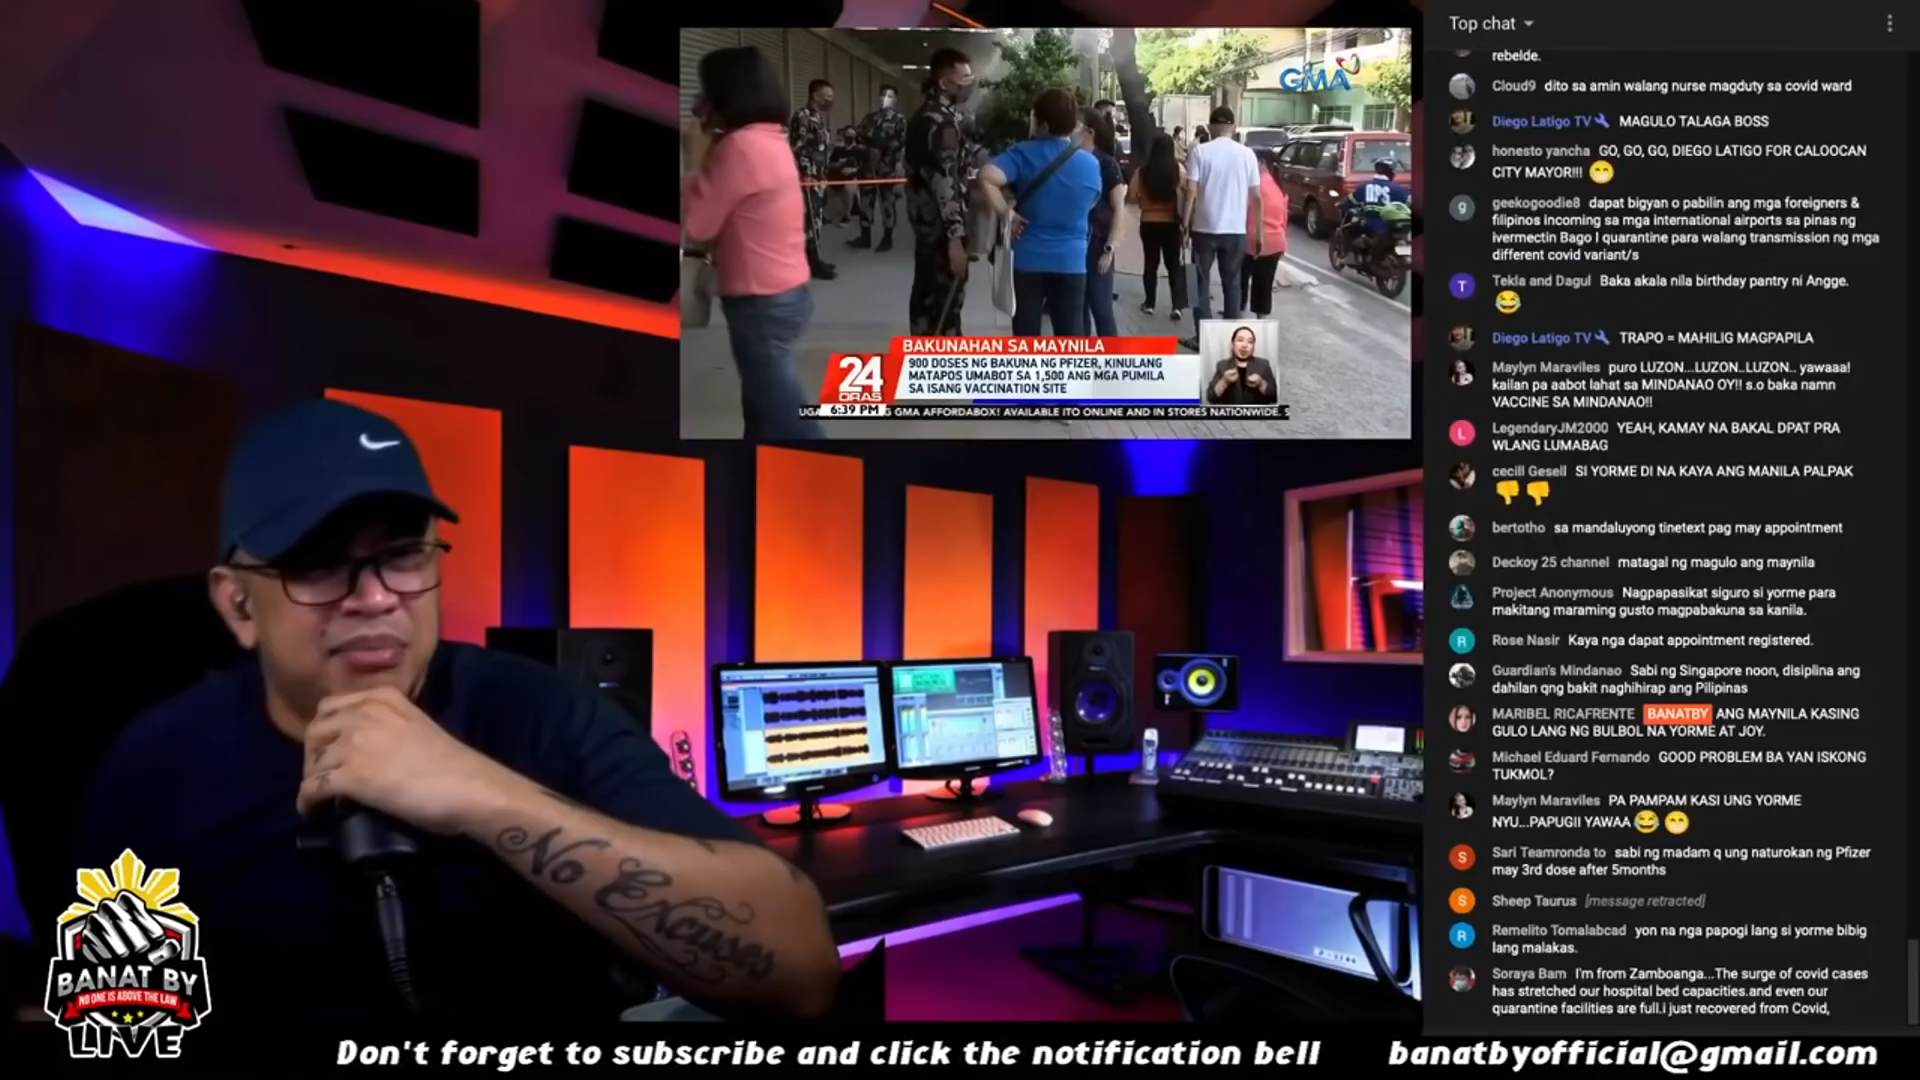 GMA
OPS
BAKUNAHAN SA MAYNILA
24
ORAS
6:39 PM
900 DOSES NG BAKUNA NG PFIZER, KINULANG
MATAPOS UMABOT SA 1,500 ANG MGA PUMILA
SA ISANG VACCINATION SITE
G GMA AFFORDABOX! AVAILABLE ITO ONLINE AND IN STORES NATIONWIDE. S
No Excuses
BANAT BY
NO ONE IS ABOVE THE LAW
LIVE
Don't forget to subscribe and click the notification bell
banatbyofficial@gmail.com
Top chat
rebelde.
Cloud9 dito sa amin walang nurse magduty sa covid ward
Diego Latigo TV MAGULO TALAGA BOSS
honesto yancha GO, GO, GO, DIEGO LATIGO FOR CALOOCAN
CITY MAYOR!!! 😁
g
geekogoodie8 dapat bigyan o pabilin ang mga foreigners &
filipinos incoming sa mga international airports sa pinas ng
ivermectin Bago I quarantine para walang transmission ng mga
different covid variant/s
T
Tekla and Dagul Baka akala nila birthday pantry ni Angge.
😂
Diego Latigo TV TRAPO = MAHILIG MAGPAPILA
Maylyn Maraviles puro LUZON...LUZON..LUZON.. yawaaa!
kailan pa aabot lahat sa MINDANAO OY!! s.o baka namn
VACCINE SA MINDANAO!!
L
LegendaryJM2000 YEAH, KAMAY NA BAKAL DPAT PRA
WLANG LUMABAG
cecill Gesell SI YORME DI NA KAYA ANG MANILA PALPAK
👎 👎
bertotho sa mandaluyong tinetext pag may appointment
Deckoy 25 channel matagal ng magulo ang maynila
Project Anonymous Nagpapasikat siguro si yorme para
makitang maraming gusto magpabakuna sa kanila.
R
Rose Nasir Kaya nga dapat appointment registered.
Guardian's Mindanao Sabi ng Singapore noon, disiplina ang
dahilan qng bakit naghihirap ang Pilipinas
MARIBEL RICAFRENTE BANATBY ANG MAYNILA KASING
GULO LANG NG BULBOL NA YORME AT JOY.
Michael Eduard Fernando GOOD PROBLEM BA YAN ISKONG
TUKMOL?
Maylyn Maraviles PA PAMPAM KASI UNG YORME
NYU...PAPUGII YAWAA 😂 😁
S
Sari Teamronda to sabi ng madam q ung naturokan ng Pfizer
may 3rd dose after 5months
S
Sheep Taurus [message retracted]
R
Remelito Tomalabcad yon na nga papogi lang si yorme bibig
lang malakas.
Soraya Bam I'm from Zamboanga...The surge of covid cases
has stretched our hospital bed capacities.and even our
quarantine facilities are full.i just recovered from Covid,